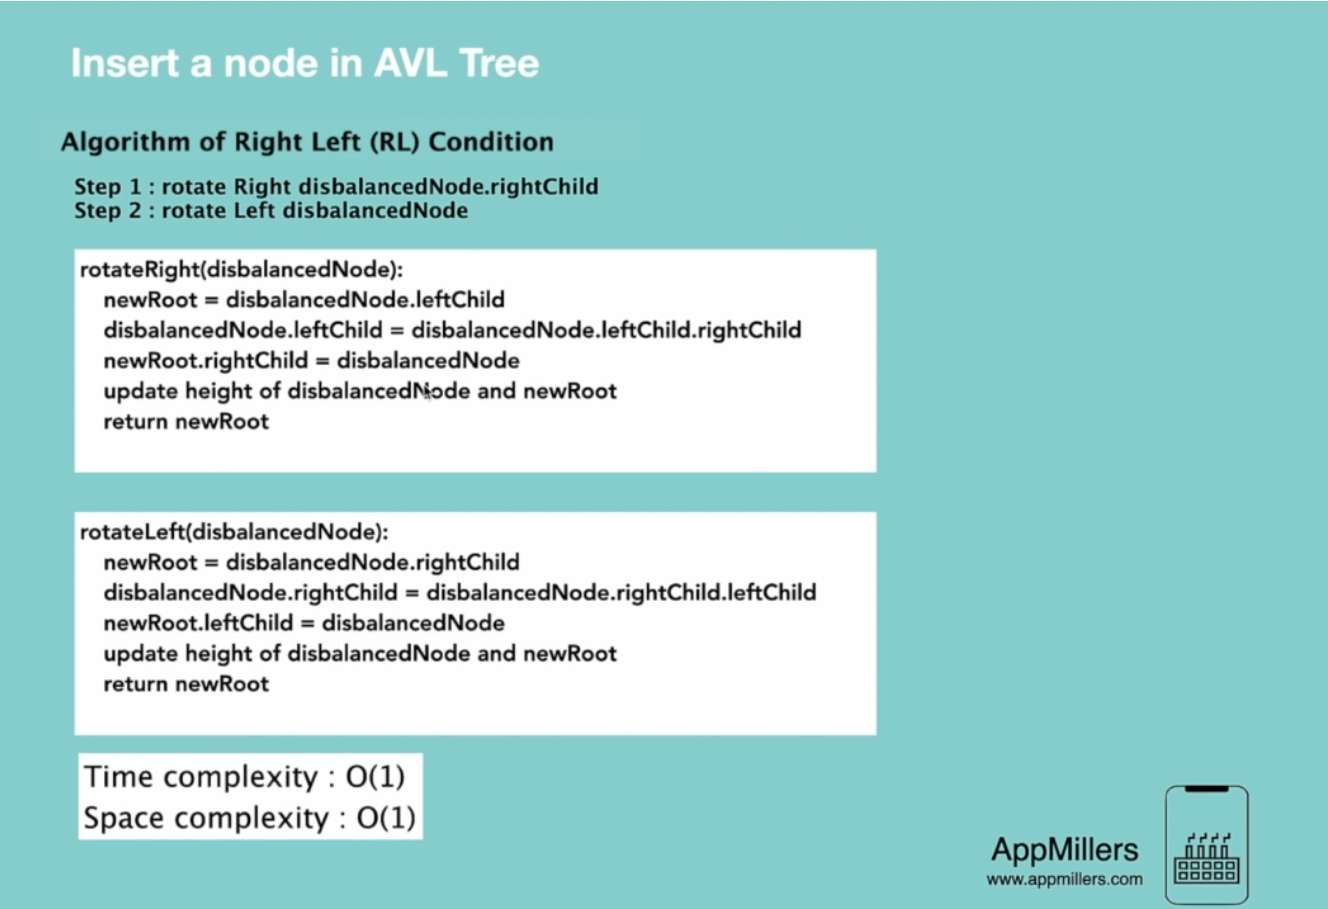 Insert a node in AVL Tree
Algorithm of Right Left (RL) Condition
Step 1 : rotate Right disbalancedNode.rightChild
Step 2 : rotate Left disbalancedNode
rotateRight(disbalancedNode):
newRoot = disbalancedNode.leftChild
disbalancedNode.leftChild = disbalancedNode.leftChild.rightChild
newRoot.rightChild = disbalancedNode
update height of disbalancedNode and newRoot
return newRoot
rotateLeft(disbalancedNode):
newRoot = disbalancedNode.rightChild
disbalancedNode.rightChild = disbalancedNode.rightChild.leftChild
newRoot.leftChild = disbalancedNode
update height of disbalancedNode and newRoot
return newRoot
Time complexity : O(1)
Space complexity : O(1)
AppMillers
www.appmillers.com